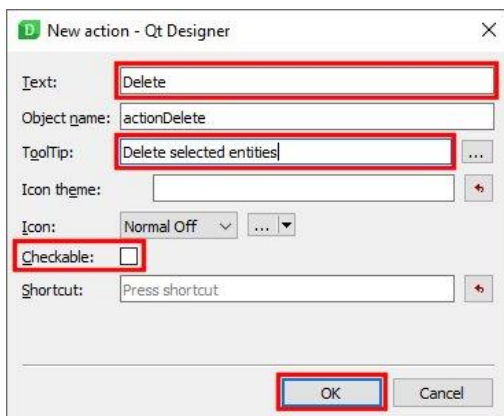 New action - Qt Designer
Text: Delete
Object name: actionDelete
ToolTip: Delete selected entities ...
Icon theme:
Icon: Normal Off ...
Checkable:
Shortcut: Press shortcut
OK Cancel